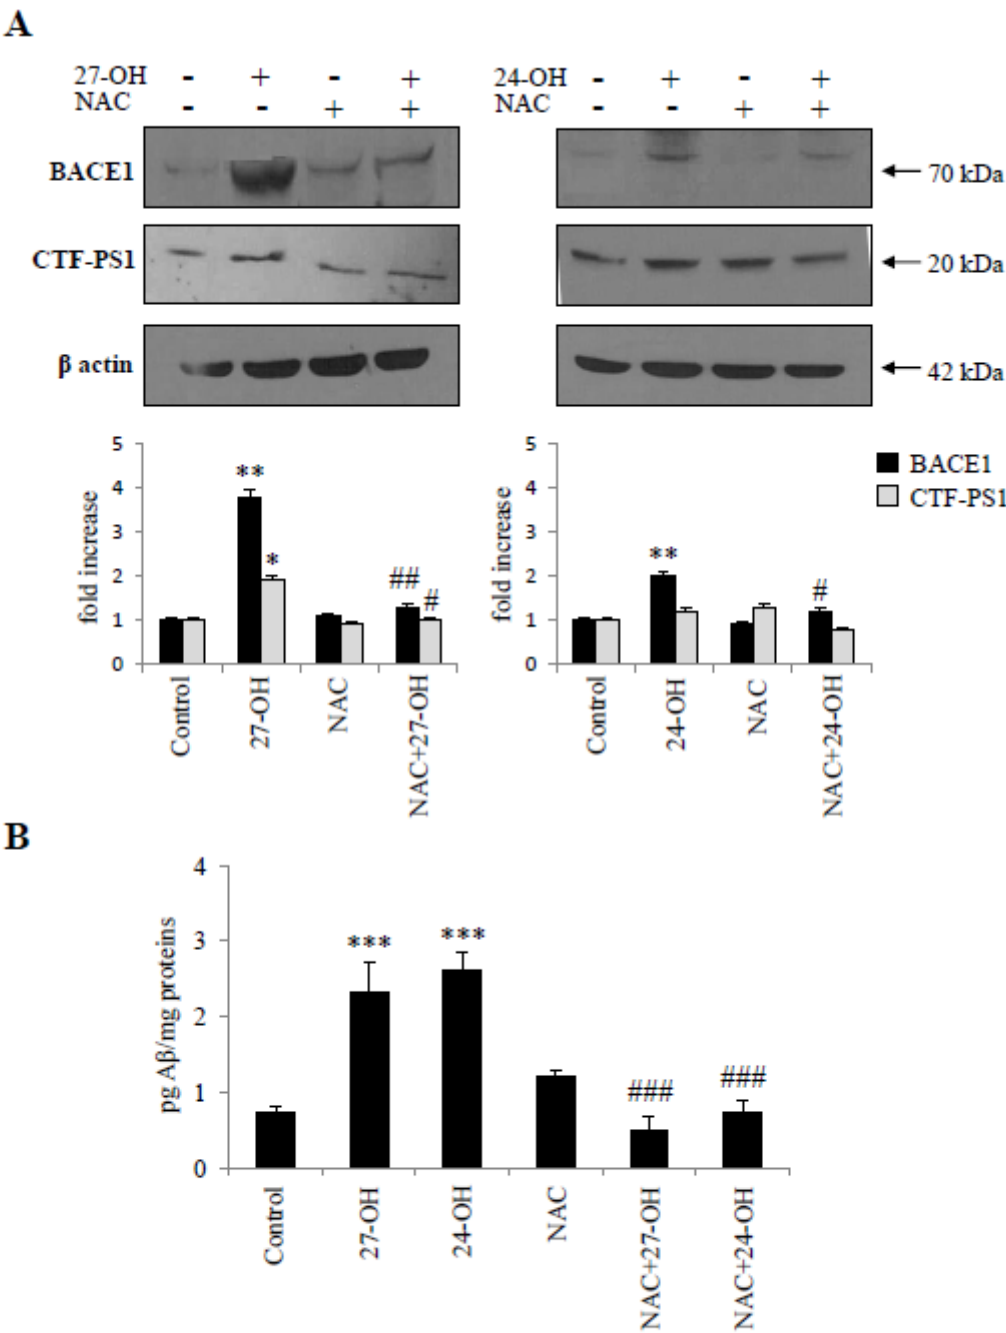 A
27-OH - + - + 24-OH - + - +
NAC - - + + NAC - - + +
BACE1 70 kDa
CTF-PS1 20 kDa
β actin 42 kDa
5 5
4 4
3 3
2 2
1 1
0 0
fold increase fold increase
** * ## # ** #
BACE1
CTF-PS1
Control 27-OH NAC NAC+27-OH Control 24-OH NAC NAC+24-OH
B
4
3
2
1
0
pg Aβ/mg proteins
*** *** ### ###
Control 27-OH 24-OH NAC NAC+27-OH NAC+24-OH